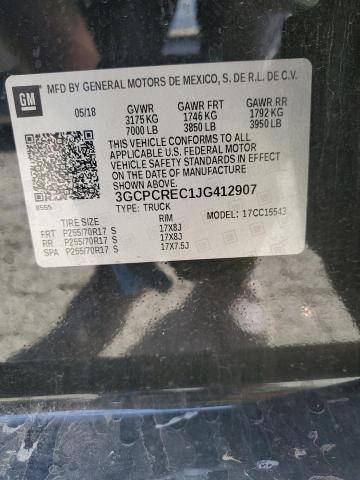 MFD BY GENERAL MOTORS DE MEXICO, S. DE R.L. DE C.V.
GM
05/18 GVWR GAWR FRT GAWR RR
3175 KG 1746 KG 1792 KG
7000 LB 3850 LB 3950 LB
THIS VEHICLE CONFORMS TO ALL
APPLICABLE U.S. FEDERAL MOTOR
VEHICLE SAFETY STANDARDS IN EFFECT ON
THE DATE OF MANUFACTURE SHOWN ABOVE.
3GCPCREC1JG412907
TYPE: TRUCK
TIRE SIZE RIM MODEL: 17CC15543
FRT P255/70R17 S 17X8J
RR P255/70R17 S 17X8J
SPA P255/70R17 S 17X7.5J